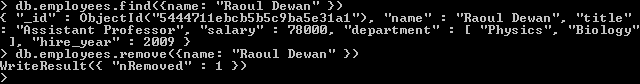 > db.employees.find({name: "Raoul Dewan" })
{ "_id" : ObjectId("5444711ebcb5b5c9ba5e31a1"), "name" : "Raoul Dewan", "title"
: "Assistant Professor", "salary" : 78000, "department" : [ "Physics", "Biology"
 ], "hire_year" : 2009 }
> db.employees.remove({name: "Raoul Dewan" })
WriteResult({ "nRemoved" : 1 })
>